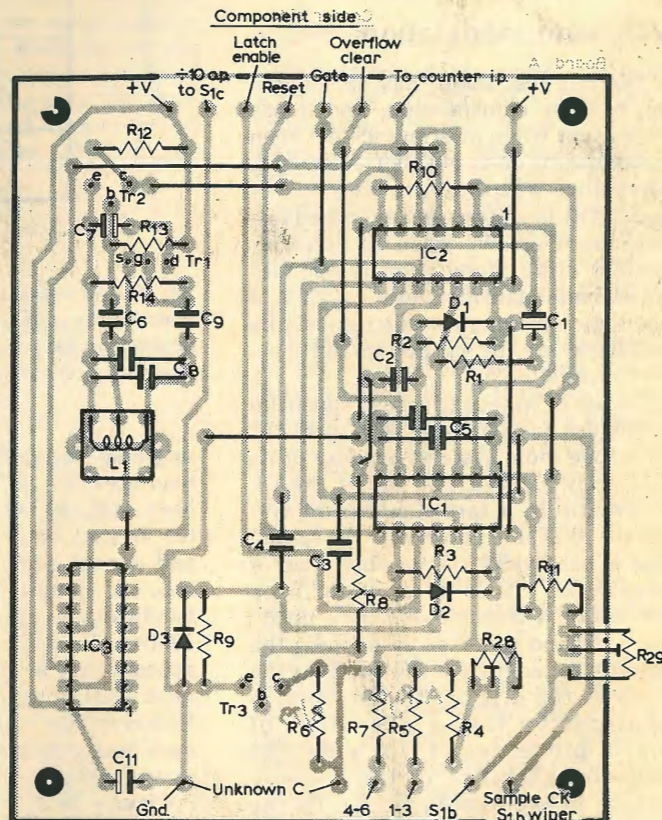 Component side
Latch enable
Overflow clear
Board A
+V
÷10 o.p. to S1c
Reset
Gate
To counter i.p.
+V
R12
R10
e
c
b
Tr2
1
C7
R13
IC2
s
g
d
Tr1
R14
D1
C1
C6
C9
R2
C2
R1
C8
C5
L1
1
IC1
C4
C3
R3
R11
R8
D2
IC3
D3
R9
R28
R29
e
c
b
Tr3
R6
R7
R5
R4
1
C11
Unknown C
Gnd.
4-6
1-3
S1b
Sample CK
S1b wiper